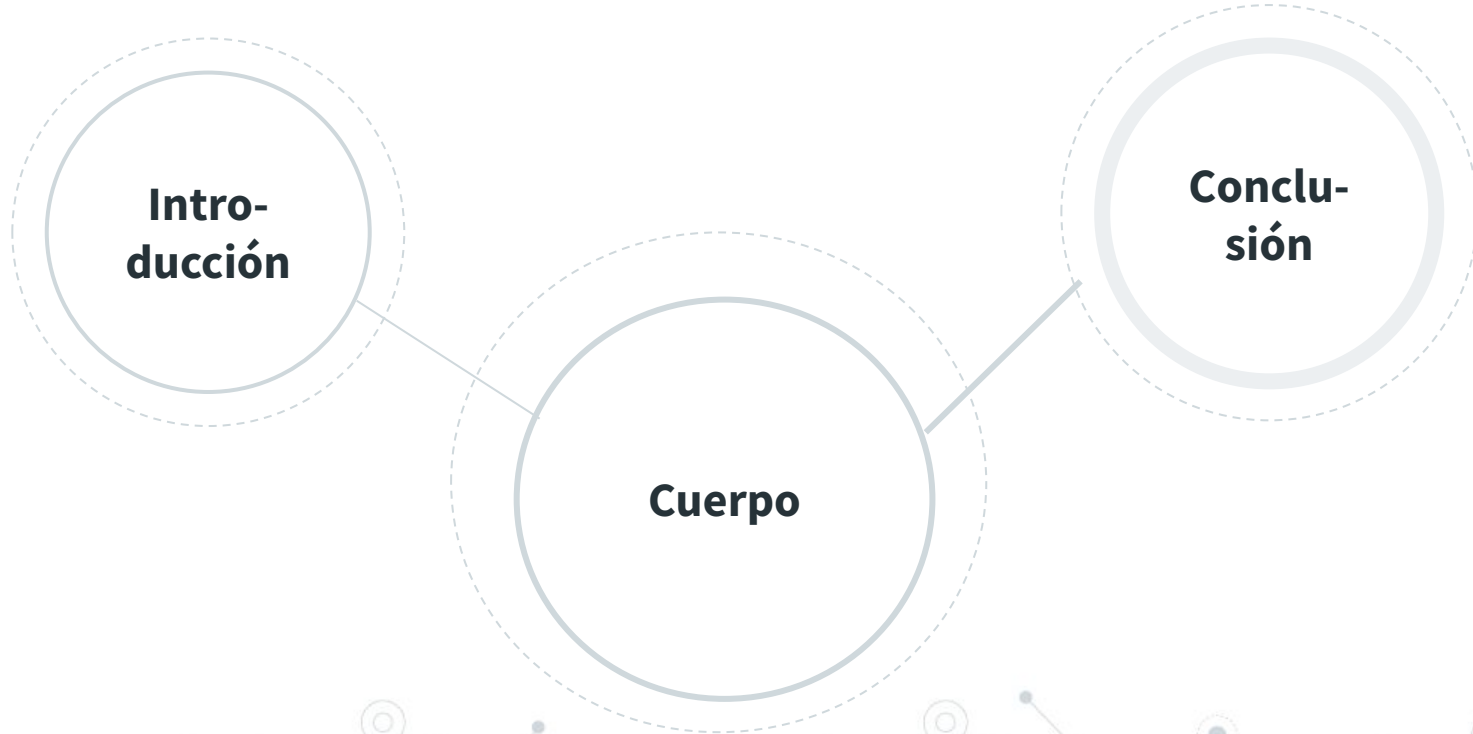 Intro-
ducción
Cuerpo
Conclu-
sión